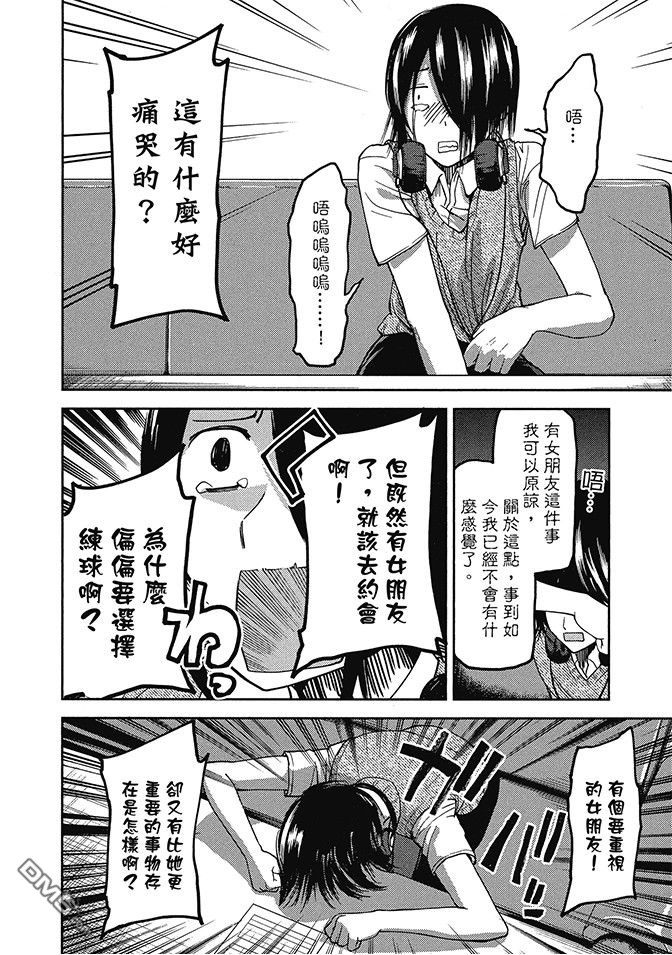 唔…
唔嗚嗚嗚嗚
……！
這有什麼好
痛哭的？
唔…
有女朋友這件事
我可以原諒，
關於這點，事到如
今我已經不會有什
麼感覺了。
但既然有女朋友
了，就該去約會
啊！
為什麼
偏偏要選擇
練球啊？
わっ
有個要重視
的女朋友！
卻又有比她更
重要的事物存
在是怎樣啊？